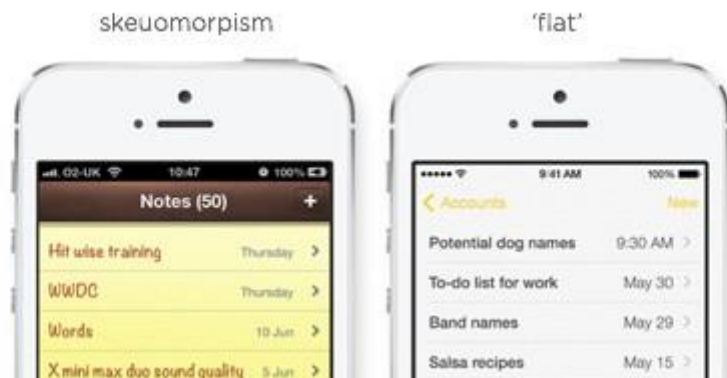 skeuomorpism
'flat'
O2-UK 10:47 100%
Notes (50) +
Hit wise training Thursday
WWDC Thursday
Words 10 Jun
X mini max duo sound quality 5 Jun
9:41 AM 100%
Accounts New
Potential dog names 9:30 AM
To-do list for work May 30
Band names May 29
Salsa recipes May 15